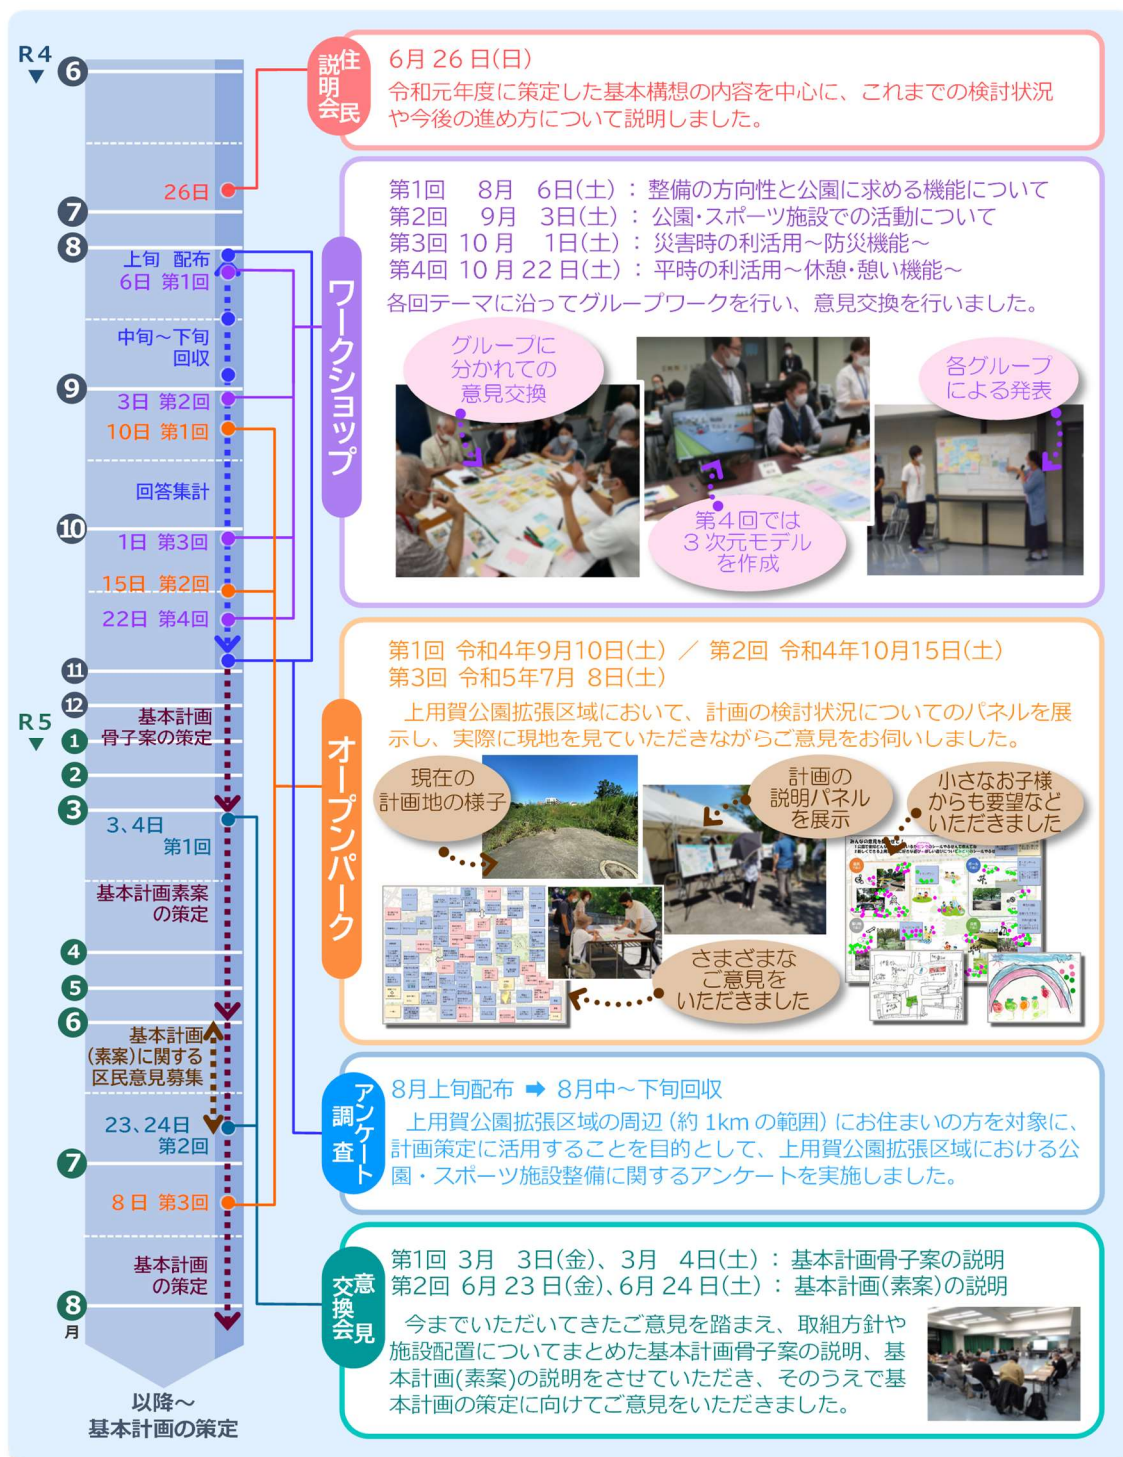 R4
6
26日
7
8
上旬 配布
6日 第1回
中旬～下旬
回収
9
3日 第2回
10日 第1回
回答集計
10
1日 第3回
15日 第2回
22日 第4回
11
12
基本計画
骨子案の策定
R5
1
2
3
3、4日
第1回
基本計画素案
の策定
4
5
6
基本計画
(素案)に関する
区民意見募集
23、24日
第2回
7
8日 第3回
基本計画
の策定
8
月
以降～
基本計画の策定
住民
説明会
6月26日(日)
令和元年度に策定した基本構想の内容を中心に、これまでの検討状況
や今後の進め方について説明しました。
ワークショップ
第1回 8月 6日(土)：整備の方向性と公園に求める機能について
第2回 9月 3日(土)：公園・スポーツ施設での活動について
第3回 10月 1日(土)：災害時の利活用～防災機能～
第4回 10月22日(土)：平時の利活用～休憩・憩い機能～
各回テーマに沿ってグループワークを行い、意見交換を行いました。
グループに
分かれての
意見交換
各グループ
による発表
第4回では
3次元モデル
を作成
オープンパーク
第1回 令和4年9月10日(土) ／ 第2回 令和4年10月15日(土)
第3回 令和5年7月 8日(土)
上用賀公園拡張区域において、計画の検討状況についてのパネルを展
示し、実際に現地を見ていただきながらご意見をお伺いしました。
現在の
計画地の様子
計画の
説明パネル
を展示
小さなお子様
からも要望など
いただきました
さまざまな
ご意見を
いただきました
アンケート
調査
8月上旬配布 ➡ 8月中～下旬回収
上用賀公園拡張区域の周辺（約1kmの範囲）にお住まいの方を対象に、
計画策定に活用することを目的として、上用賀公園拡張区域における公
園・スポーツ施設整備に関するアンケートを実施しました。
意見
交換会
第1回 3月 3日(金)、3月 4日(土)：基本計画骨子案の説明
第2回 6月23日(金)、6月24日(土)：基本計画(素案)の説明
今までいただいてきたご意見を踏まえ、取組方針や
施設配置についてまとめた基本計画骨子案の説明、基
本計画(素案)の説明をさせていただき、そのうえで基
本計画の策定に向けてご意見をいただきました。